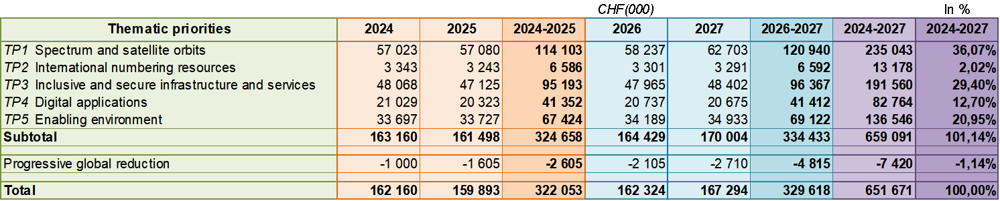 CHF(000) In %
Thematic priorities 2024 2025 2024-2025 2026 2027 2026-2027 2024-2027 2024-2027
TP1 Spectrum and satellite orbits 57 023 57 080 114 103 58 237 62 703 120 940 235 043 36,07%
TP2 International numbering resources 3 343 3 243 6 586 3 301 3 291 6 592 13 178 2,02%
TP3 Inclusive and secure infrastructure and services 48 068 47 125 95 193 47 965 48 402 96 367 191 560 29,40%
TP4 Digital applications 21 029 20 323 41 352 20 737 20 675 41 412 82 764 12,70%
TP5 Enabling environment 33 697 33 727 67 424 34 189 34 933 69 122 136 546 20,95%
Subtotal 163 160 161 498 324 658 164 429 170 004 334 433 659 091 101,14%
Progressive global reduction -1 000 -1 605 -2 605 -2 105 -2 710 -4 815 -7 420 -1,14%
Total 162 160 159 893 322 053 162 324 167 294 329 618 651 671 100,00%